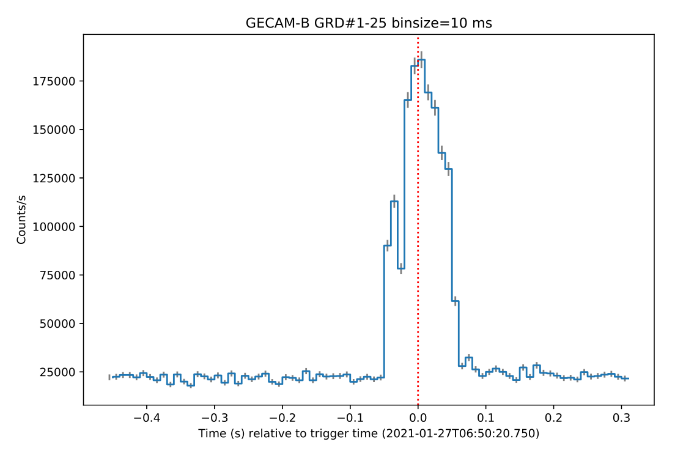 GECAM-B GRD#1-25 binsize=10 ms
Counts/s
175000
150000
125000
100000
75000
50000
25000
−0.4 −0.3 −0.2 −0.1 0.0 0.1 0.2 0.3
Time (s) relative to trigger time (2021-01-27T06:50:20.750)